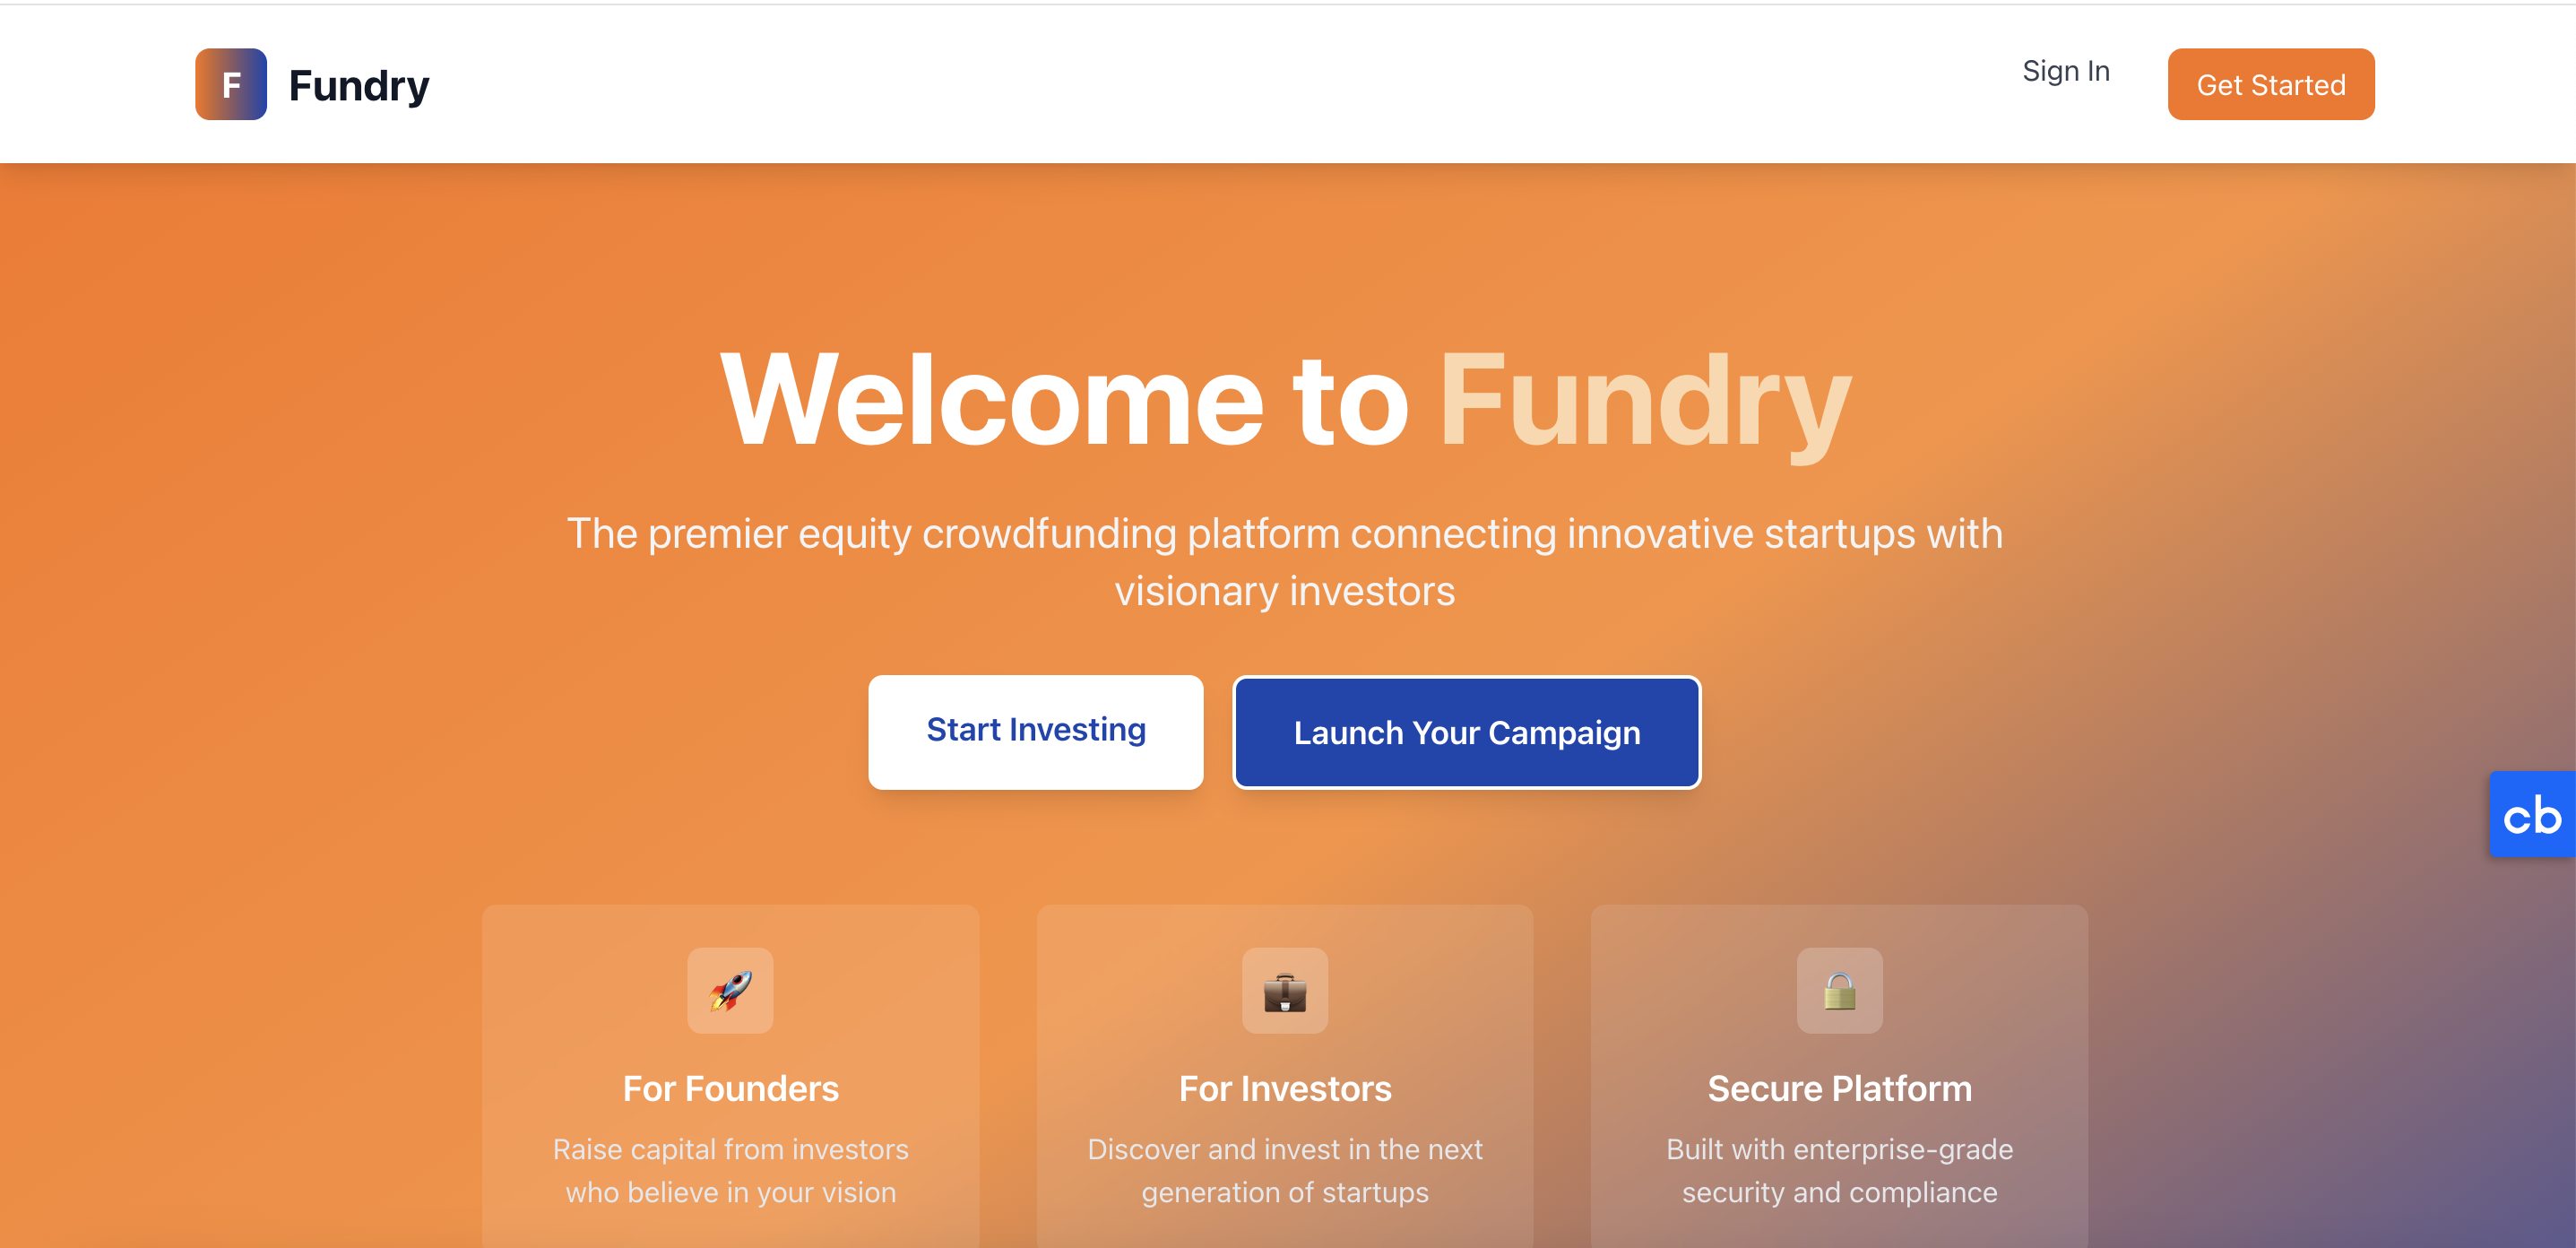 F
Fundry
Sign In
Get Started
Welcome to Fundry
The premier equity crowdfunding platform connecting innovative startups with
visionary investors
Start Investing
Launch Your Campaign
cb
For Founders
Raise capital from investors
who believe in your vision
For Investors
Discover and invest in the next
generation of startups
Secure Platform
Built with enterprise-grade
security and compliance